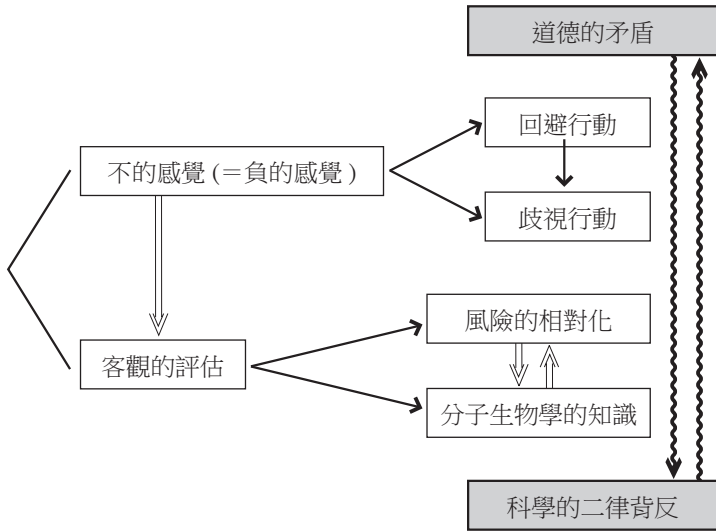 道德的矛盾
回避行動
不的感覺(＝負的感覺)
歧視行動
風險的相對化
客觀的評估
分子生物學的知識
科學的二律背反